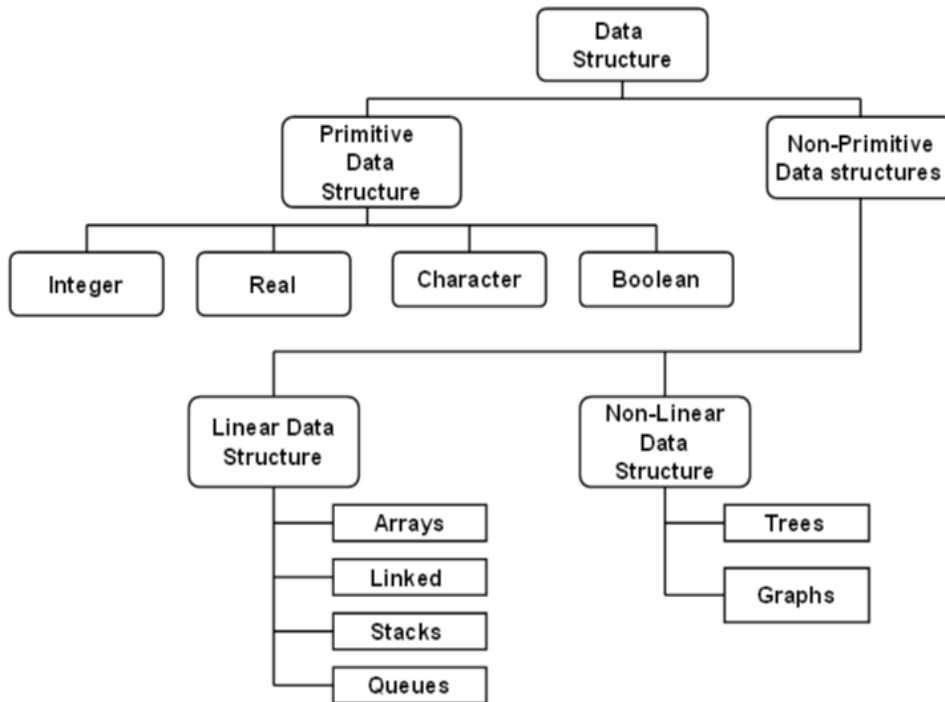 Data
Structure
Primitive
Data
Structure
Non-Primitive
Data structures
Integer
Real
Character
Boolean
Linear Data
Structure
Non-Linear
Data
Structure
Arrays
Linked
Stacks
Queues
Trees
Graphs